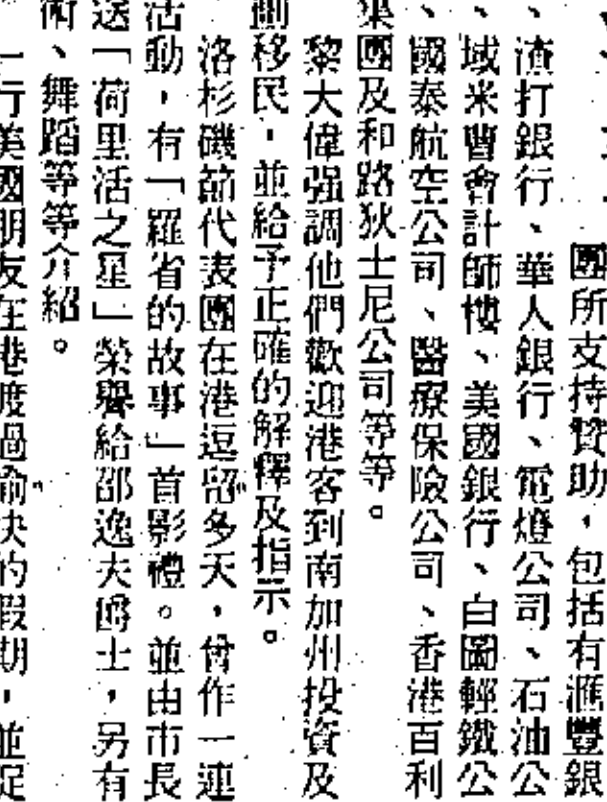 團所支持贊助,包括有滙豐銀
、渣打銀行、華人銀行、電燈公司、石油公
、域米曹會計師樓、美國銀行、白圖輕鐵公
、國泰航空公司、醫療保險公司、香港百利
集團及和路狄士尼公司等等。
黎大偉强調他們歡迎港客到南加州投資及
劃移民,並給予正確的解釋及指示。
洛杉磯節代表團在港逗留多天,曾作一連
活動,有「羅省的故事」首影禮。並由市長
送「荷里活之星」榮譽給邵逸夫爵士,另有
術、舞蹈等等介紹。
一行美國朋友在港度過愉快的假期,並